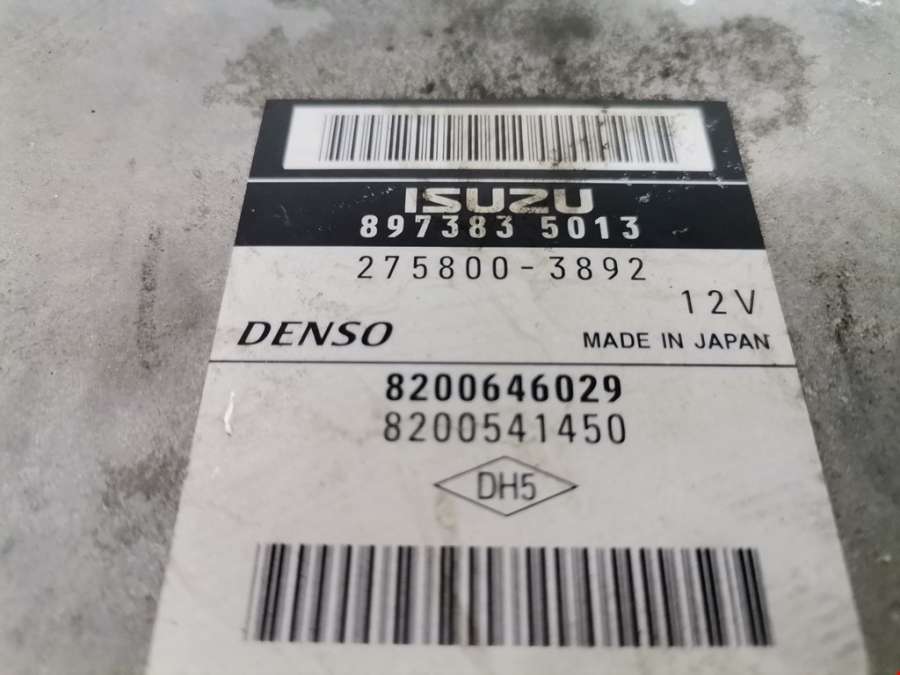 ISUZU
897383 5013
275800-3892
12V
DENSO MADE IN JAPAN
8200646029
8200541450
DH5